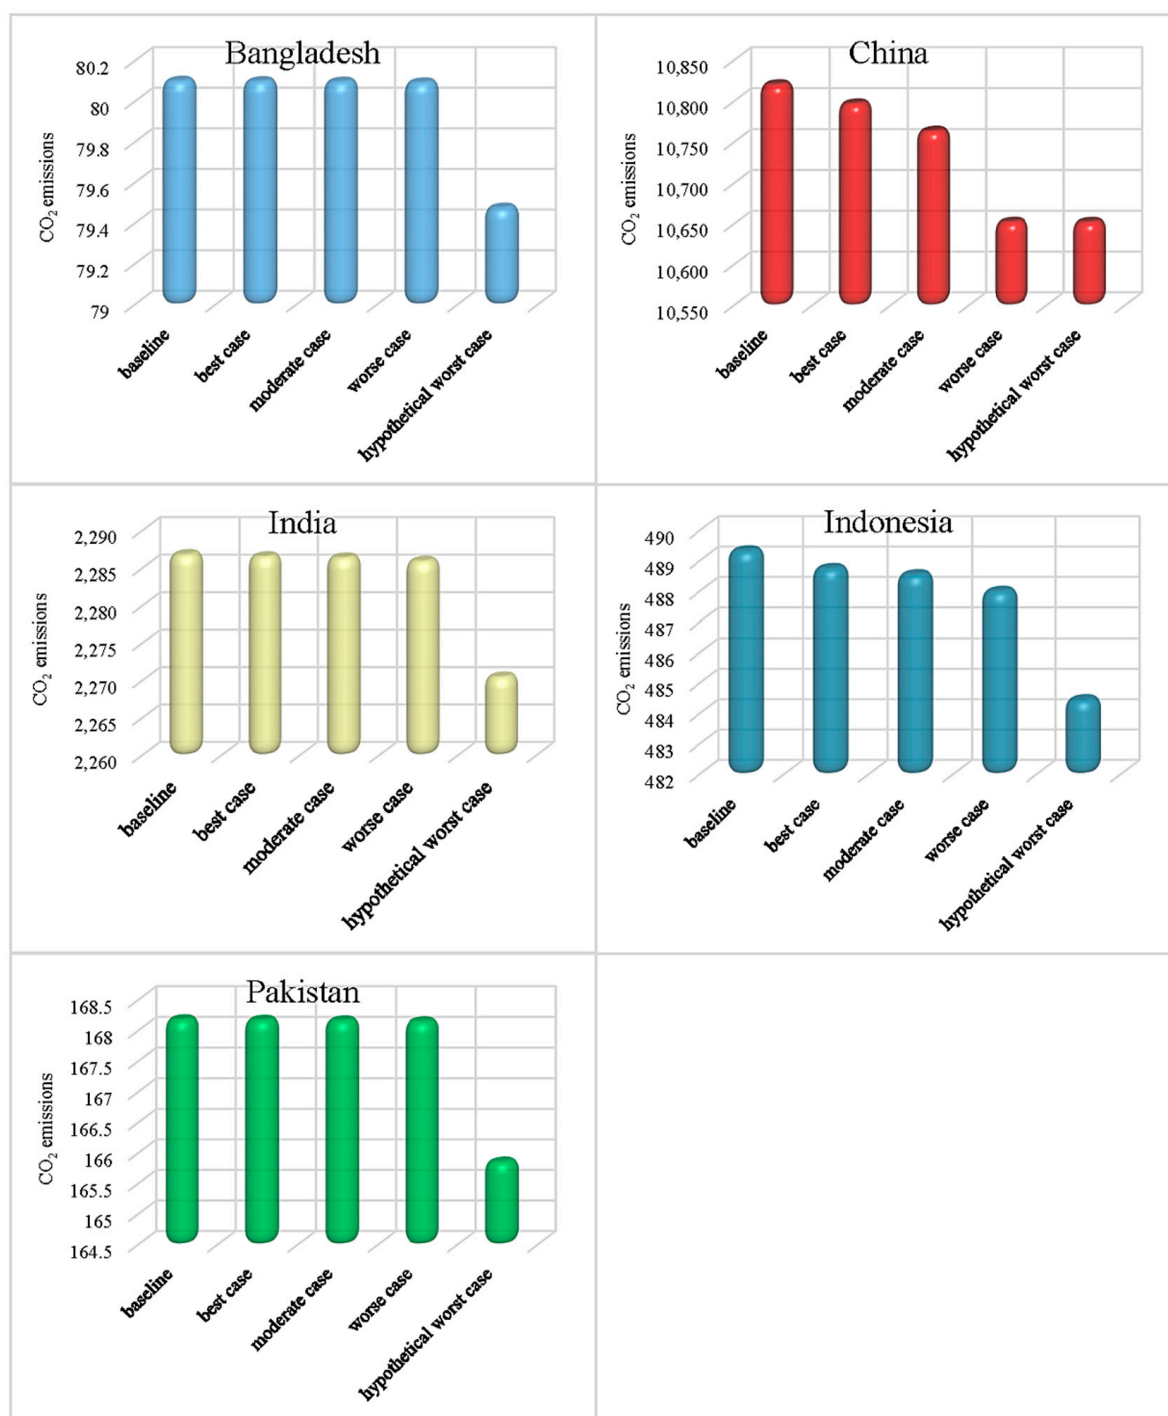 Bangladesh
CO2 emissions
80.2
80
79.8
79.6
79.4
79.2
79
baseline
best case
moderate case
worse case
hypothetical worst case
China
CO2 emissions
10,850
10,800
10,750
10,700
10,650
10,600
10,550
baseline
best case
moderate case
worse case
hypothetical worst case
India
CO2 emissions
2,290
2,285
2,280
2,275
2,270
2,265
2,260
baseline
best case
moderate case
worse case
hypothetical worst case
Indonesia
CO2 emissions
490
489
488
487
486
485
484
483
482
baseline
best case
moderate case
worse case
hypothetical worst case
Pakistan
CO2 emissions
168.5
168
167.5
167
166.5
166
165.5
165
164.5
baseline
best case
moderate case
worse case
hypothetical worst case